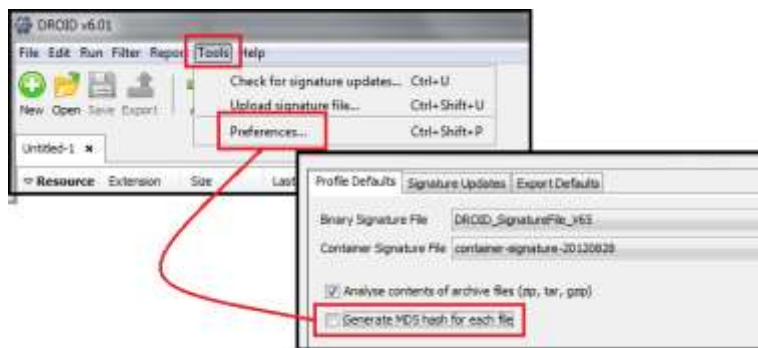 DROID v6.01
File Edit Run Filter Report Tools Help
Check for signature updates... Ctrl+U
Upload signature file... Ctrl+Shift+U
Preferences... Ctrl+Shift+P
New Open Save Export
Untitled-1
Resource Extension Size Last
Profile Defaults Signature Updates Export Defaults
Binary Signature File DROID_SignatureFile_V65
Container Signature File container-signature-20120828
Analyse contents of archive files (zip, tar, gzip)
Generate MD5 hash for each file